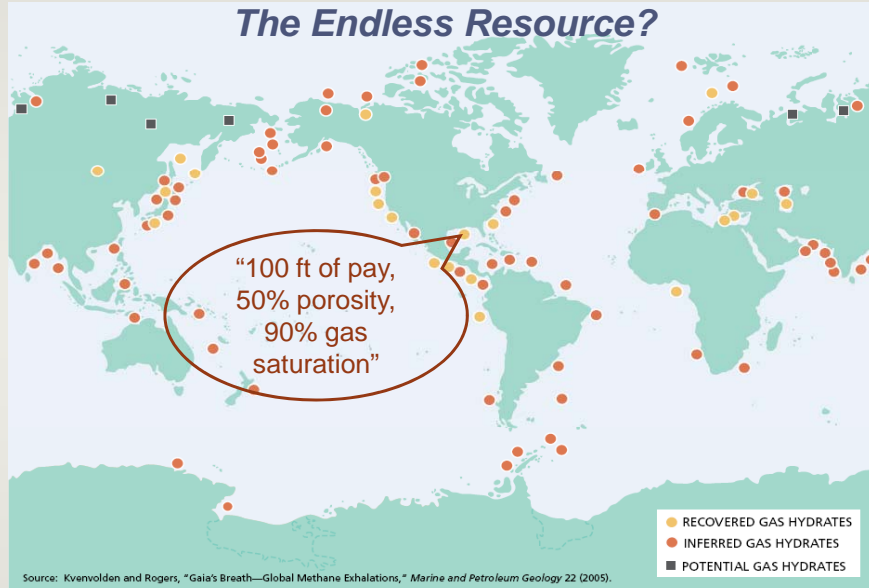 The Endless Resource?
“100 ft of pay,
50% porosity,
90% gas
saturation”
RECOVERED GAS HYDRATES
INFERRED GAS HYDRATES
POTENTIAL GAS HYDRATES
Source: Kvenvolden and Rogers, “Gaia’s Breath—Global Methane Exhalations,” Marine and Petroleum Geology 22 (2005).